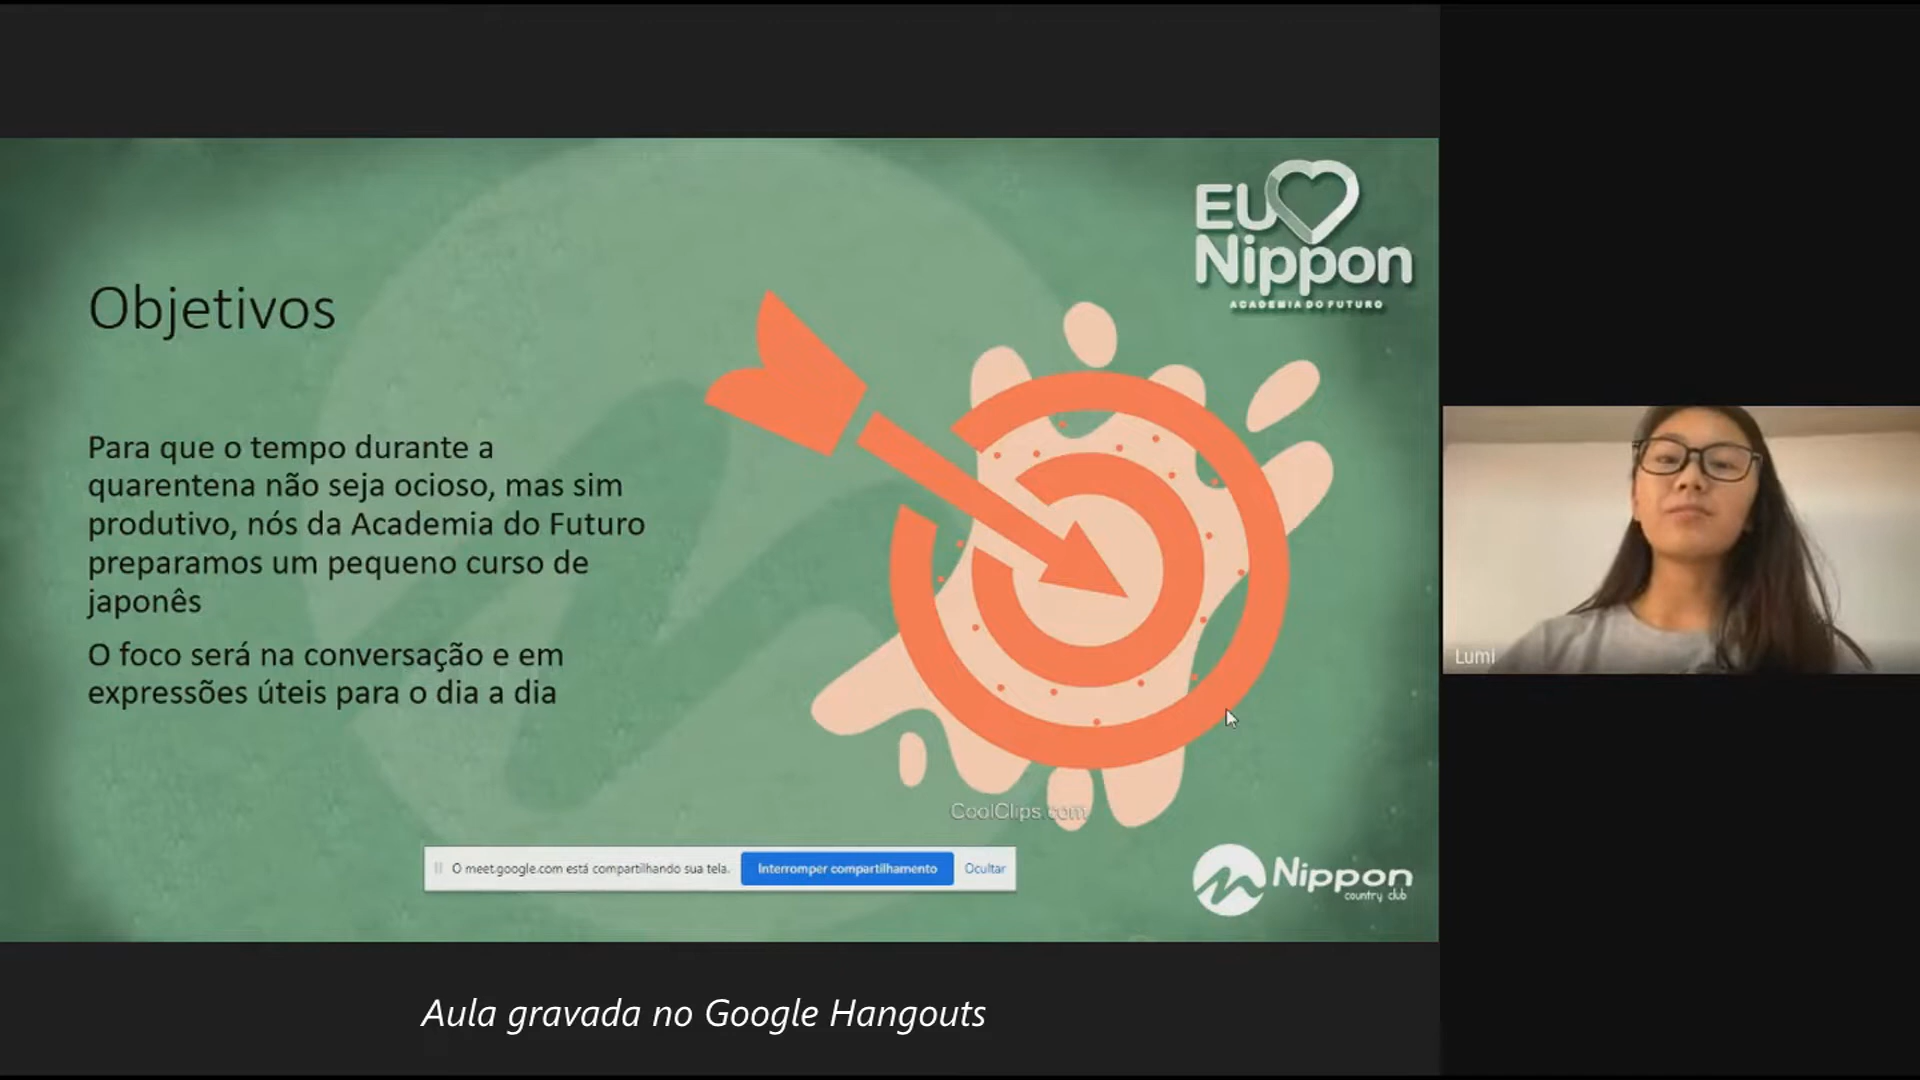 EU
Nippon
ACADEMIA DO FUTURO
Objetivos
Para que o tempo durante a
quarentena não seja ocioso, mas sim
produtivo, nós da Academia do Futuro
preparamos um pequeno curso de
japonês
O foco será na conversação e em
expressões úteis para o dia a dia
Lumi
CoolClips.com
O meet.google.com está compartilhando sua tela. Interromper compartilhamento Ocultar
Nippon
country club
Aula gravada no Google Hangouts